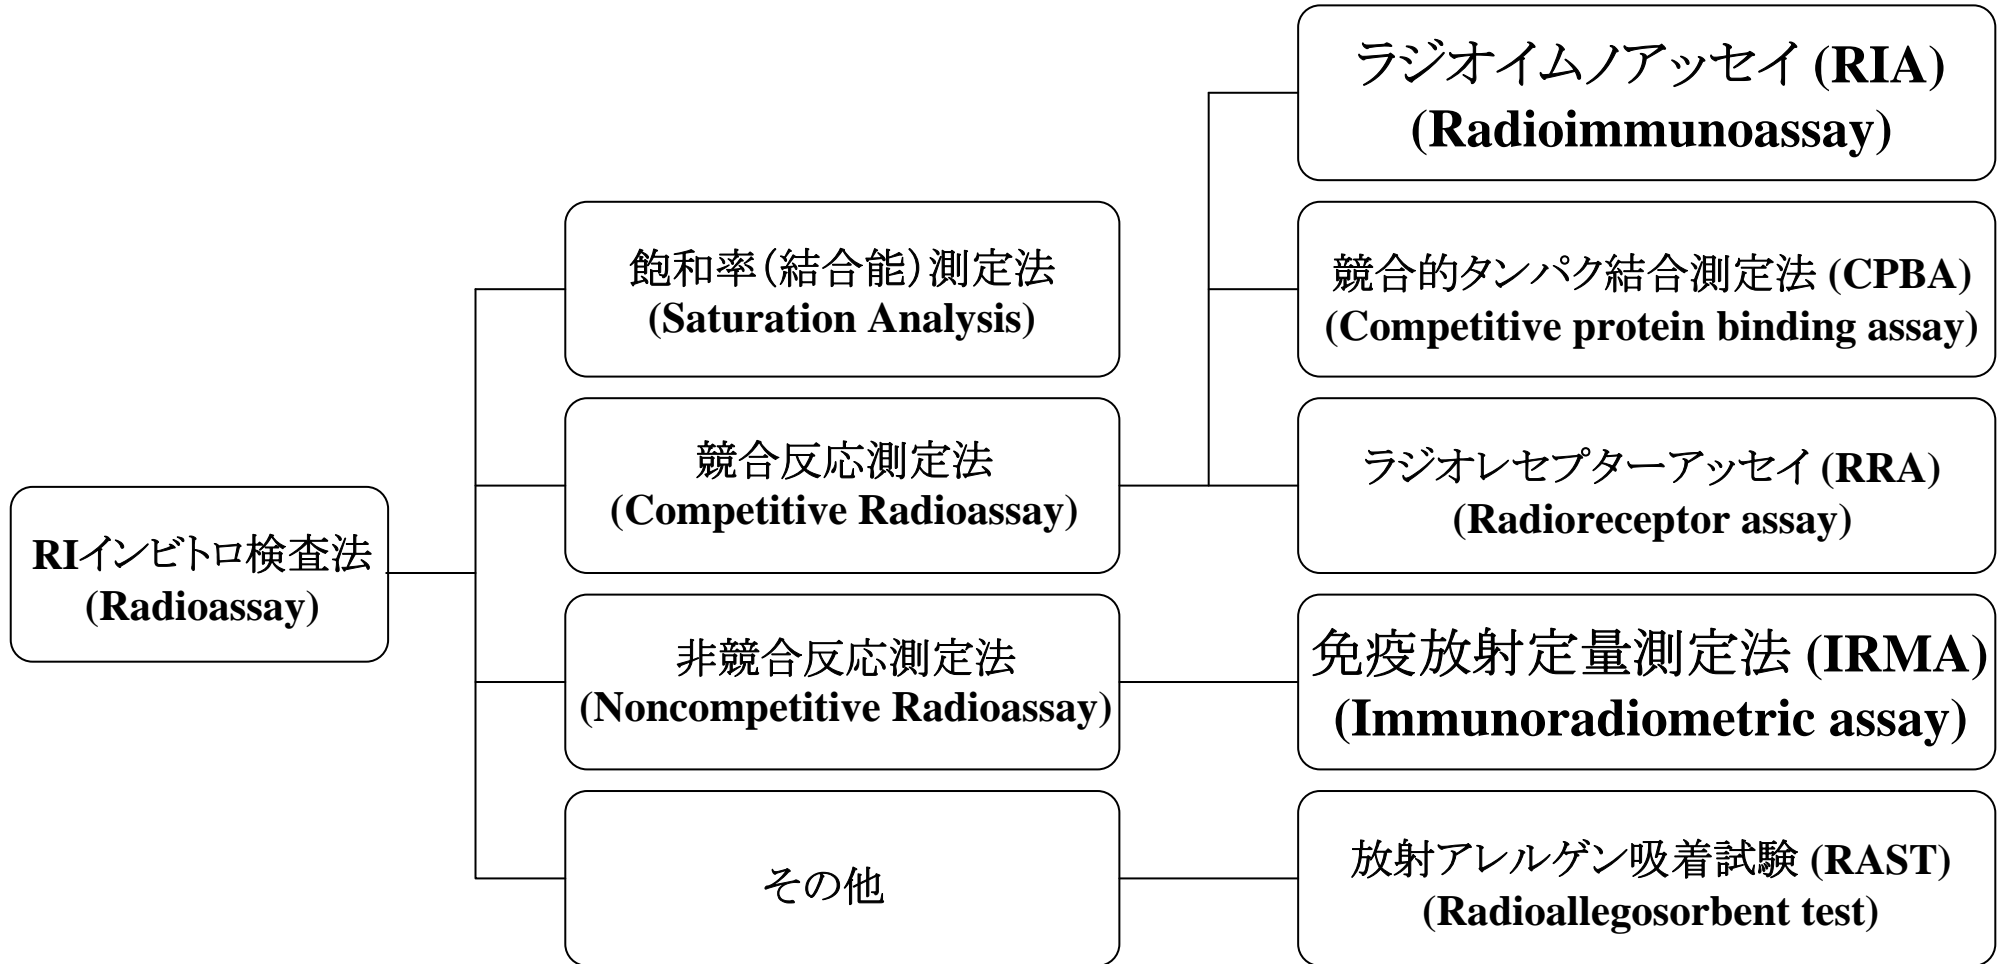 RIインビトロ検査法
(Radioassay)
飽和率(結合能)測定法
(Saturation Analysis)
競合反応測定法
(Competitive Radioassay)
ラジオイムノアッセイ (RIA)
(Radioimmunoassay)
競合的タンパク結合測定法 (CPBA)
(Competitive protein binding assay)
ラジオレセプターアッセイ (RRA)
(Radioreceptor assay)
非競合反応測定法
(Noncompetitive Radioassay)
免疫放射定量測定法 (IRMA)
(Immunoradiometric assay)
その他
放射アレルゲン吸着試験 (RAST)
(Radioallegosorbent test)